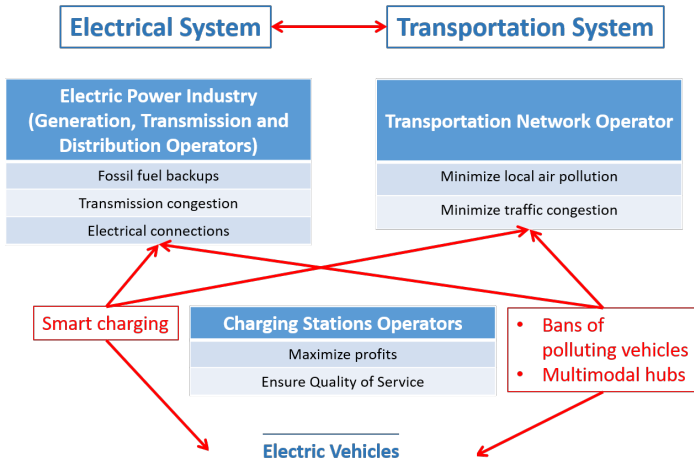 Electrical System
Transportation System
Electric Power Industry
(Generation, Transmission and
Distribution Operators)
Fossil fuel backups
Transmission congestion
Electrical connections
Transportation Network Operator
Minimize local air pollution
Minimize traffic congestion
Smart charging
Charging Stations Operators
Maximize profits
Ensure Quality of Service
• Bans of
polluting vehicles
• Multimodal hubs
Electric Vehicles